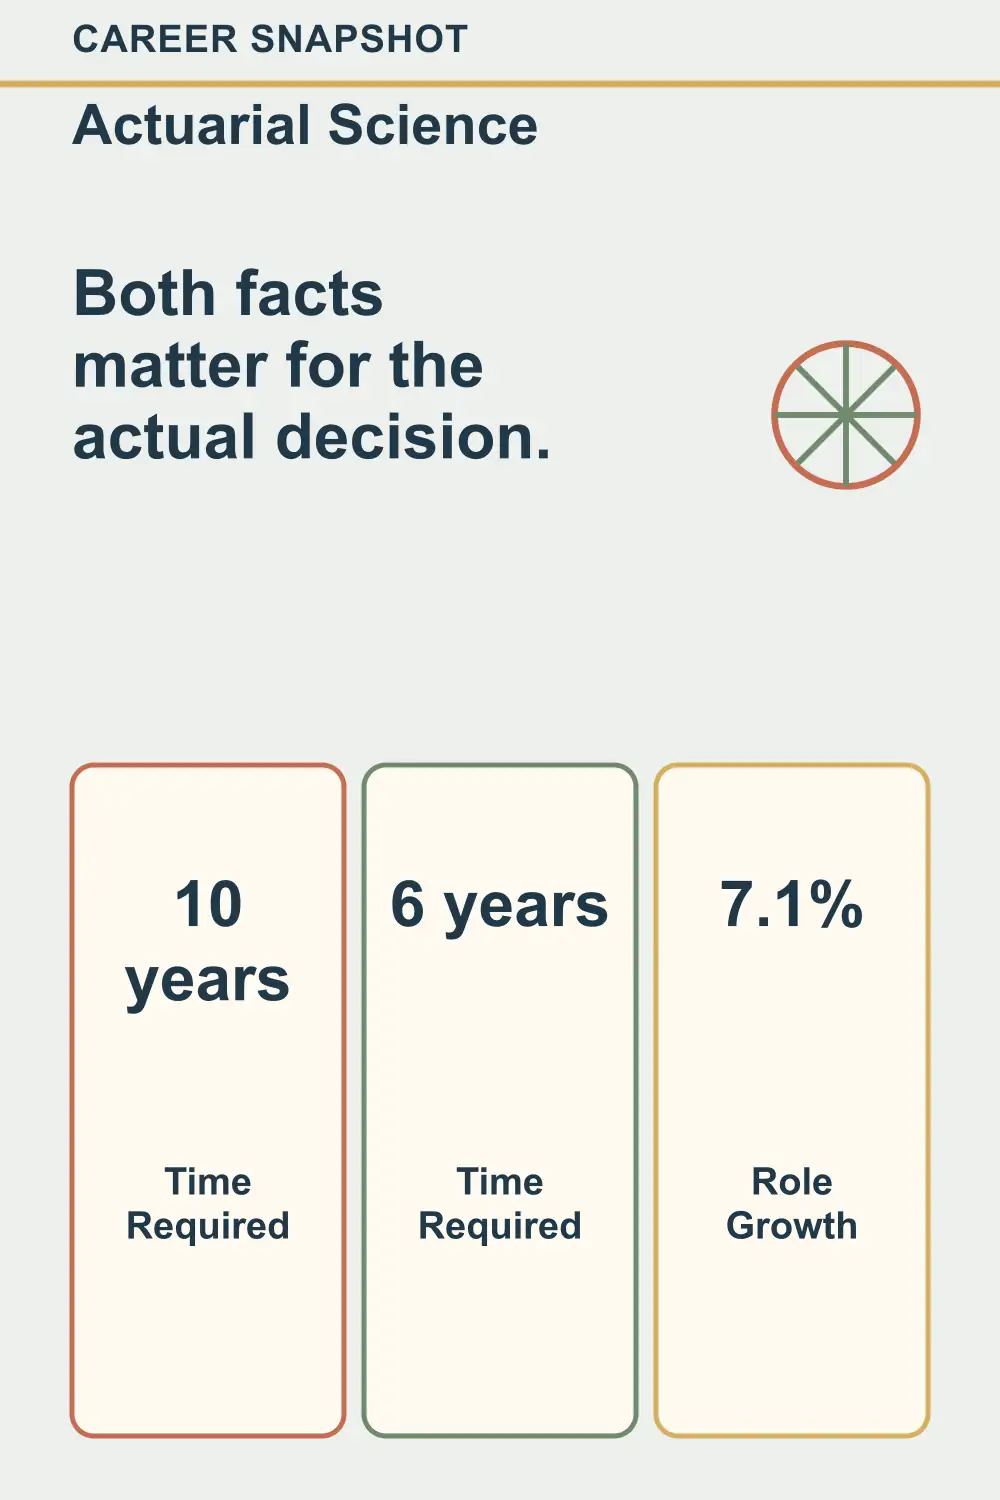 CAREER SNAPSHOT
Actuarial Science
Both facts
matter for the
actual decision.
10
years
Time
Required
6 years
Time
Required
7.1%
Role
Growth